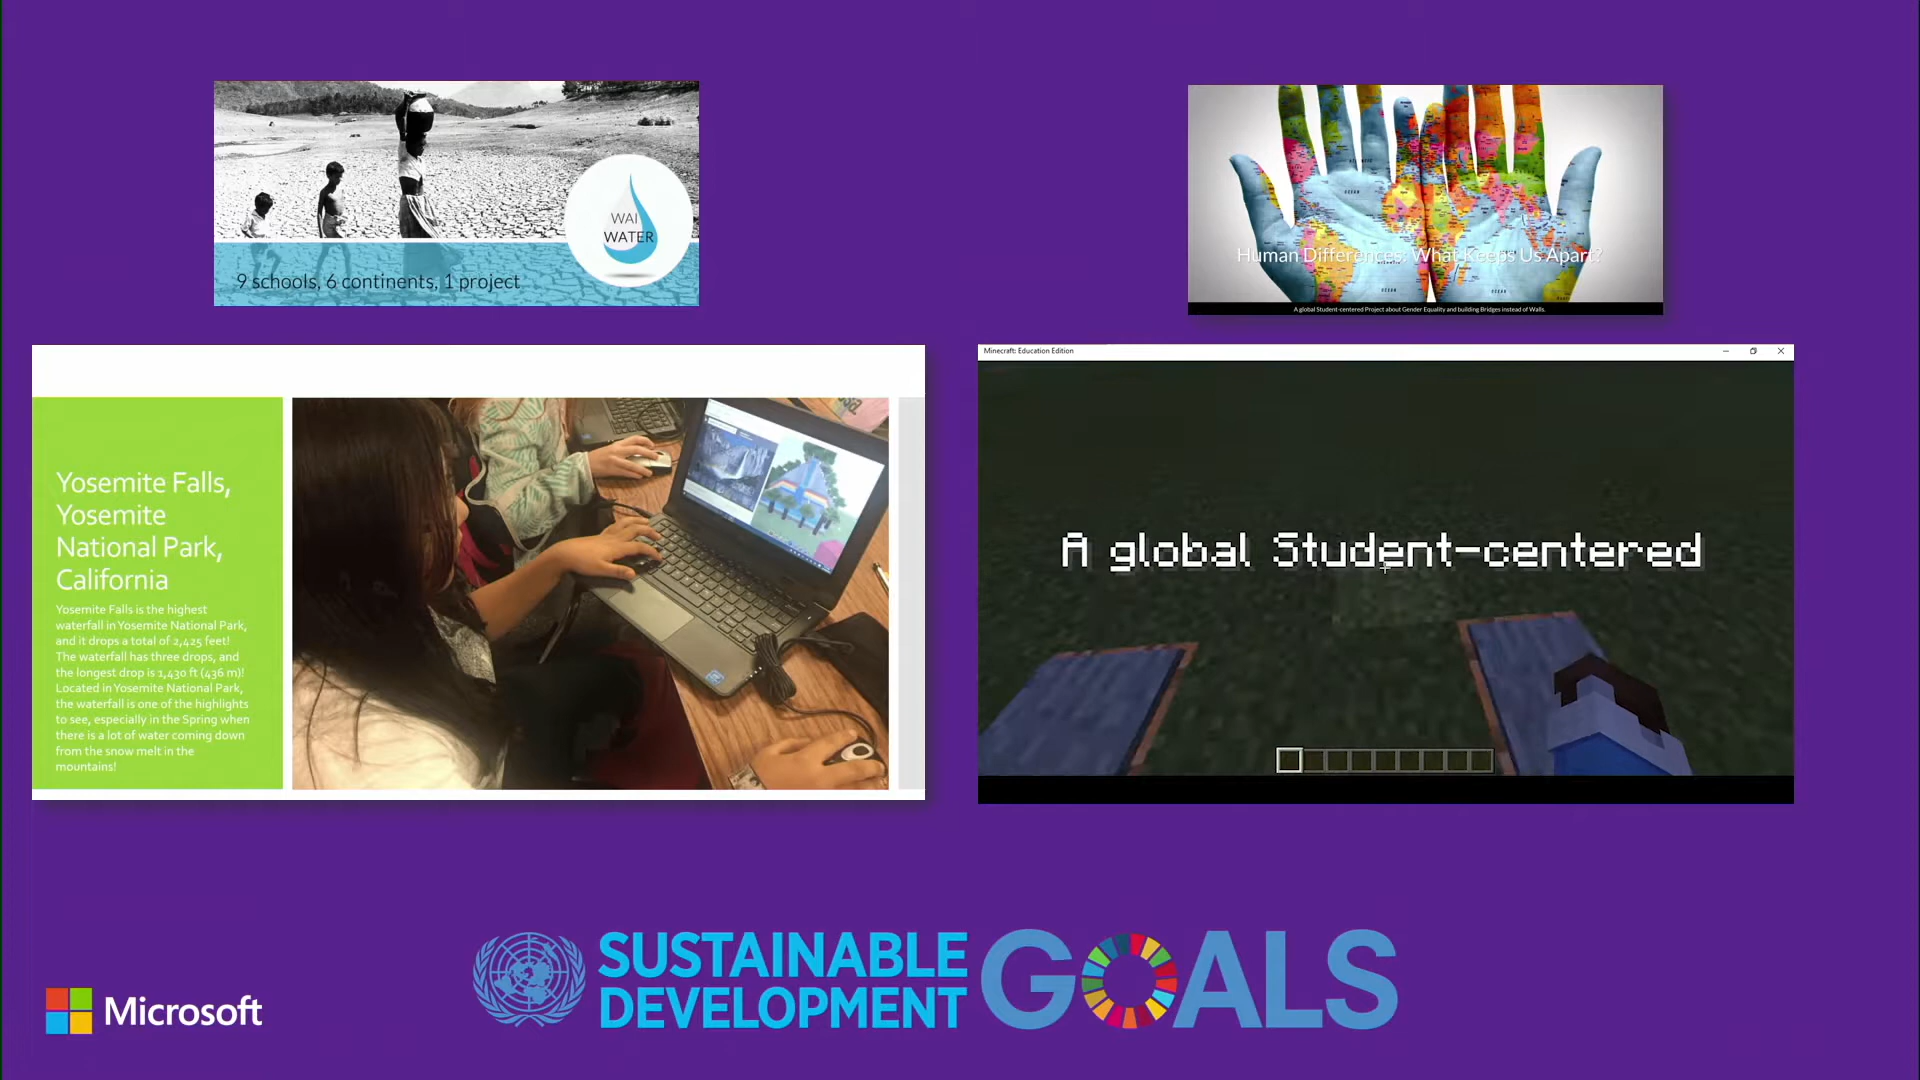 WAI
WATER
9 schools, 6 continents, 1 project
Human Differences: What Keeps Us Apart?
A global Student-centered Project about Gender Equality and building Bridges instead of Walls.
Yosemite Falls,
Yosemite
National Park,
California
Yosemite Falls is the highest
waterfall in Yosemite National Park,
and it drops a total of 2,425 feet!
The waterfall has three drops, and
the longest drop is 1,430 ft (436 m)!
Located in Yosemite National Park,
the waterfall is one of the highlights
to see, especially in the Spring when
there is a lot of water coming down
from the snow melt in the
mountains!
Minecraft: Education Edition
A global Student-centered
Microsoft
SUSTAINABLE
DEVELOPMENT
GOALS